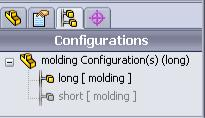 Configurations
molding Configuration(s) (long)
long [ molding ]
short [ molding ]